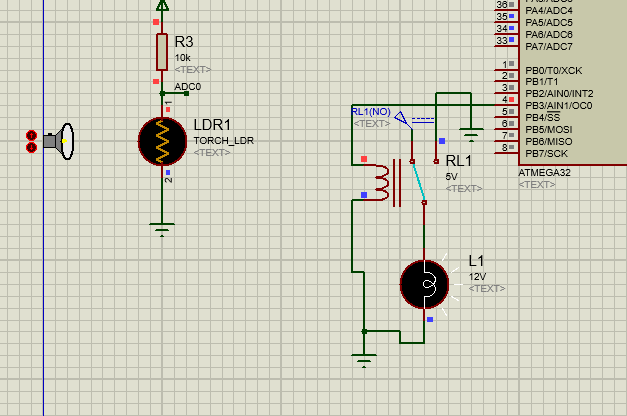 36
PA4/ADC4
35
PA5/ADC5
34
PA6/ADC6
33
PA7/ADC7
1
PB0/T0/XCK
2
PB1/T1
3
PB2/AIN0/INT2
4
PB3/AIN1/OC0
5
PB4/SS
6
PB5/MOSI
7
PB6/MISO
8
PB7/SCK
ATMEGA32
<TEXT>
R3
10k
<TEXT>
ADC0
1
LDR1
TORCH_LDR
<TEXT>
2
RL1(NO)
<TEXT>
RL1
5V
<TEXT>
L1
12V
<TEXT>